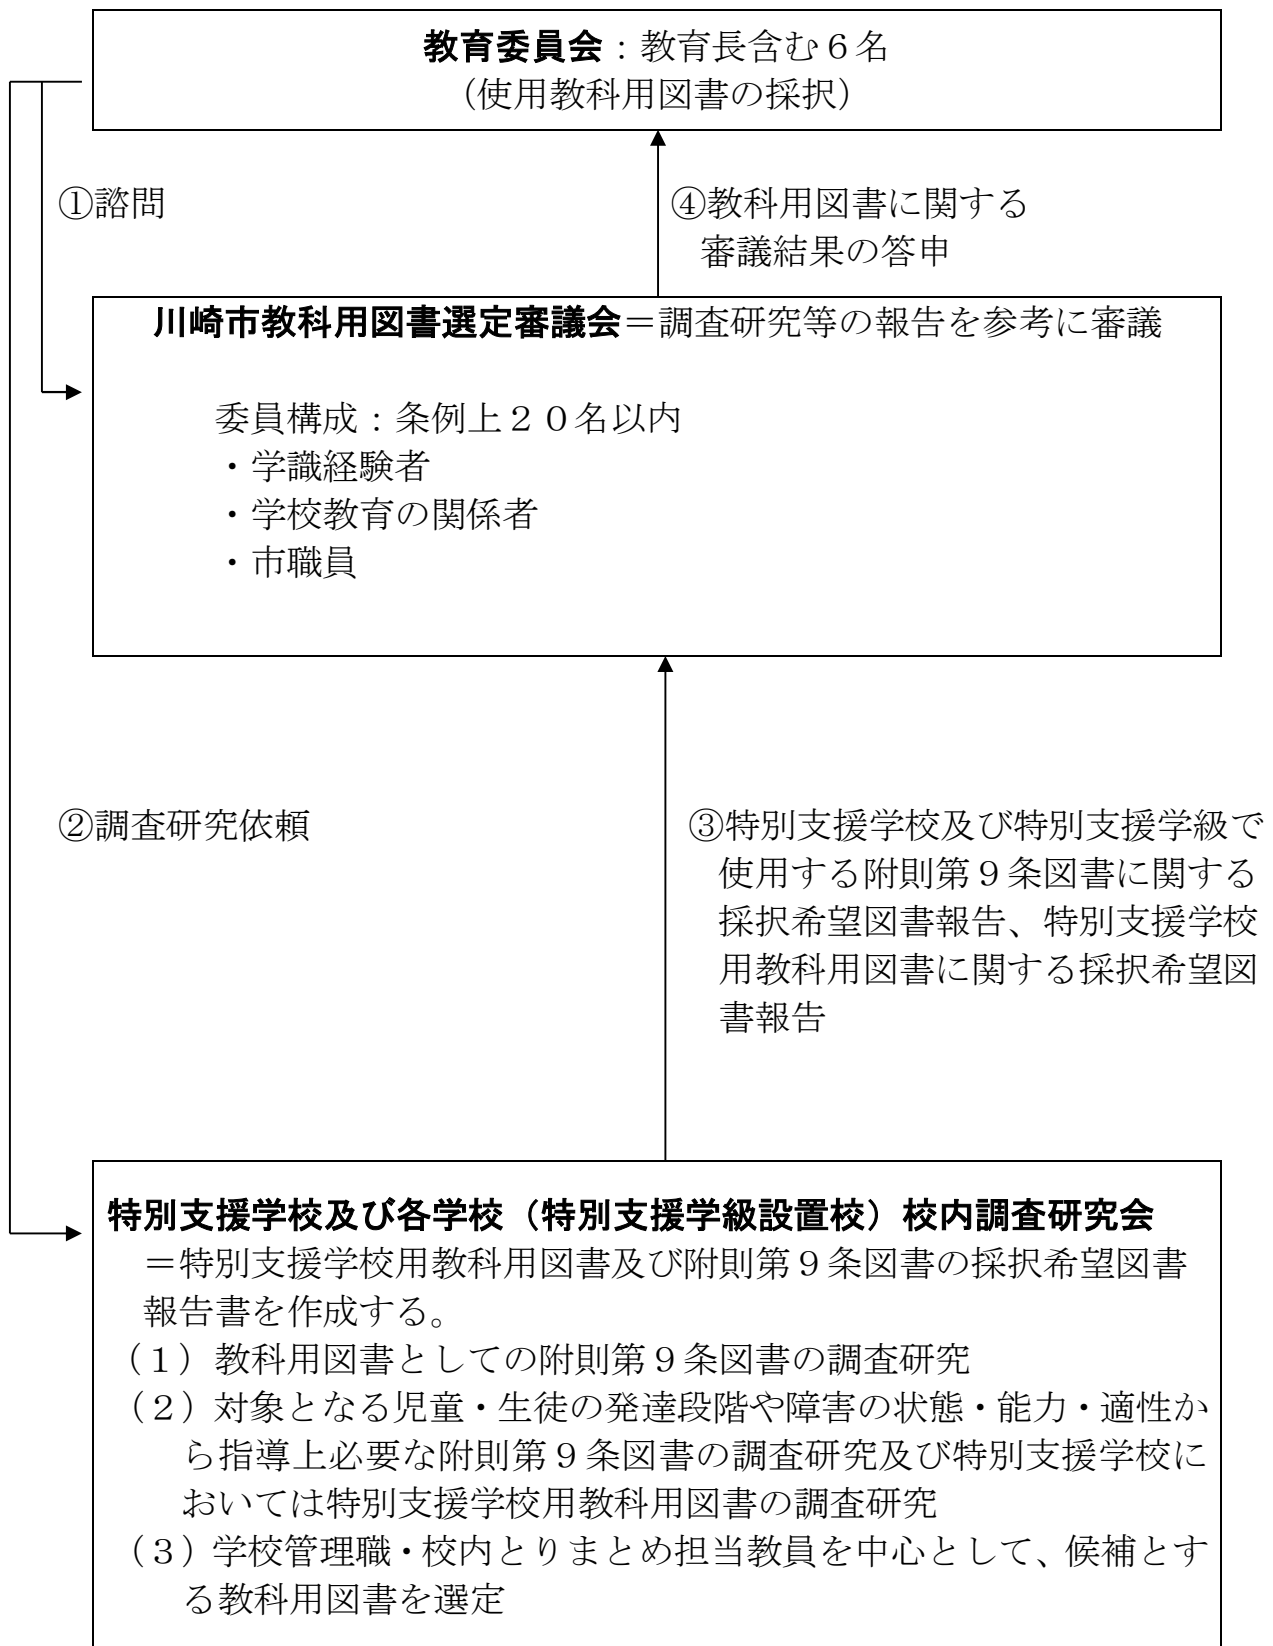 教育委員会：教育長含む６名
（使用教科用図書の採択）
①諮問
④教科用図書に関する
審議結果の答申
川崎市教科用図書選定審議会＝調査研究等の報告を参考に審議
委員構成：条例上２０名以内
・学識経験者
・学校教育の関係者
・市職員
②調査研究依頼
③特別支援学校及び特別支援学級で
使用する附則第９条図書に関する
採択希望図書報告、特別支援学校
用教科用図書に関する採択希望図
書報告
特別支援学校及び各学校（特別支援学級設置校）校内調査研究会
＝特別支援学校用教科用図書及び附則第９条図書の採択希望図書
報告書を作成する。
（１）教科用図書としての附則第９条図書の調査研究
（２）対象となる児童・生徒の発達段階や障害の状態・能力・適性か
ら指導上必要な附則第９条図書の調査研究及び特別支援学校に
おいては特別支援学校用教科用図書の調査研究
（３）学校管理職・校内とりまとめ担当教員を中心として、候補とす
る教科用図書を選定